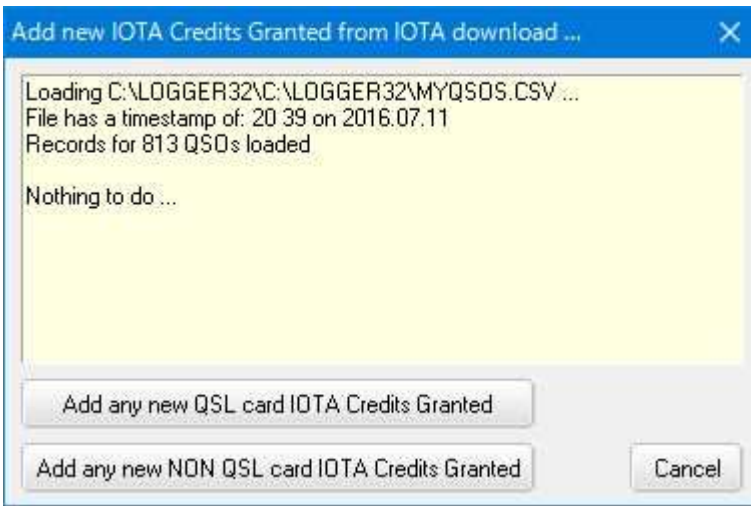 Add new IOTA Credits Granted from IOTA download ...
Loading C:\LOGGER32\C:\LOGGER32\MYQSOS.CSV ...
File has a timestamp of: 20 39 on 2016.07.11
Records for 813 QSOs loaded
Nothing to do ...
Add any new QSL card IOTA Credits Granted
Add any new NON QSL card IOTA Credits Granted
Cancel